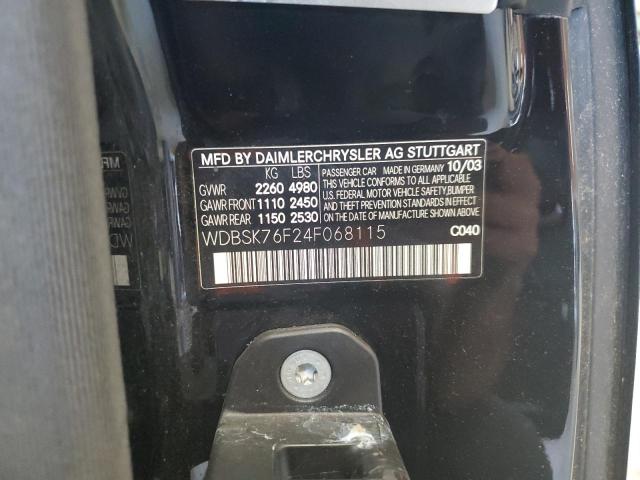 MFD BY DAIMLERCHRYSLER AG STUTTGART
KG LBS
GVWR 2260 4980
GAWR FRONT 1110 2450
GAWR REAR 1150 2530
PASSENGER CAR MADE IN GERMANY 10/03
THIS VEHICLE CONFORMS TO ALL APPLICABLE
U.S. FEDERAL MOTOR VEHICLE SAFETY,BUMPER
AND THEFT PREVENTION STANDARDS IN EFFECT
ON THE DATE OF MANUFACTURE SHOWN ABOVE.
WDBSK76F24F068115 C040